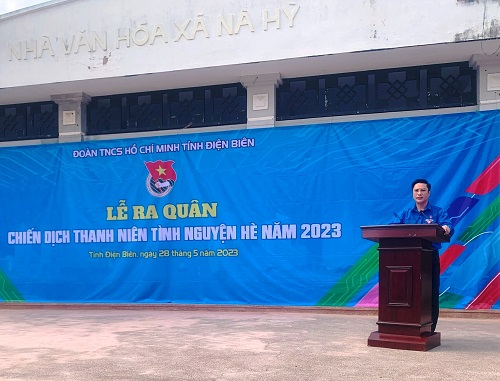 NHÀ VĂN HÓA XÃ NÀ HỲ
ĐOÀN TNCS HỒ CHÍ MINH TỈNH ĐIỆN BIÊN
LỄ RA QUÂN
CHIẾN DỊCH THANH NIÊN TÌNH NGUYỆN HÈ NĂM 2023
Tỉnh Điện Biên, ngày 28 tháng 5 năm 2023